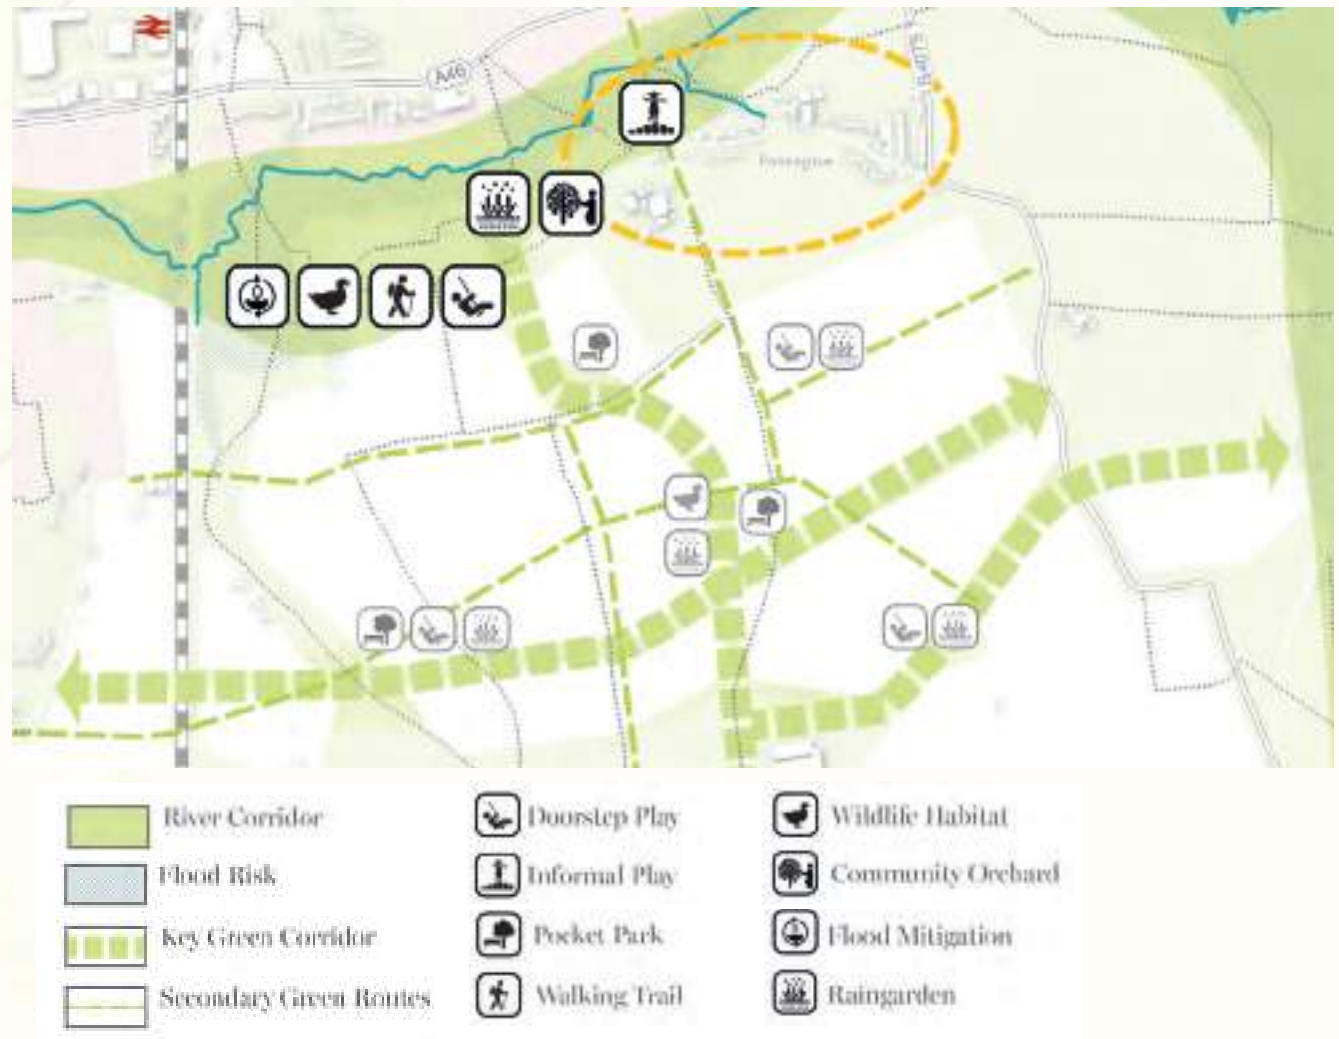 A46
River Corridor
Flood Risk
Key Green Corridor
Secondary Green Routes
Doorstep Play
Informal Play
Pocket Park
Walking Trail
Wildlife Habitat
Community Orchard
Flood Mitigation
Raingarden